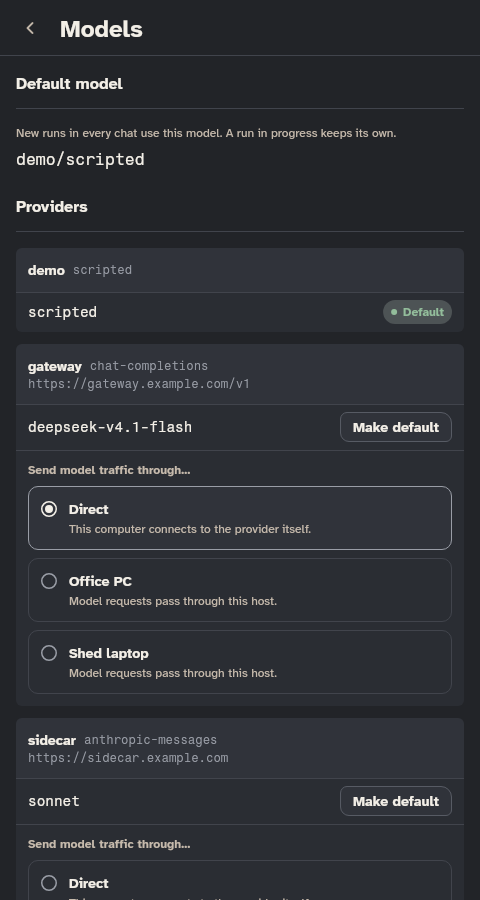 Models
Default model
New runs in every chat use this model. A run in progress keeps its own.
demo/scripted
Providers
demo scripted
scripted
Default
gateway chat-completions
https://gateway.example.com/v1
deepseek-v4.1-flash
Make default
Send model traffic through...
Direct
This computer connects to the provider itself.
Office PC
Model requests pass through this host.
Shed laptop
Model requests pass through this host.
sidecar anthropic-messages
https://sidecar.example.com
sonnet
Make default
Send model traffic through...
Direct